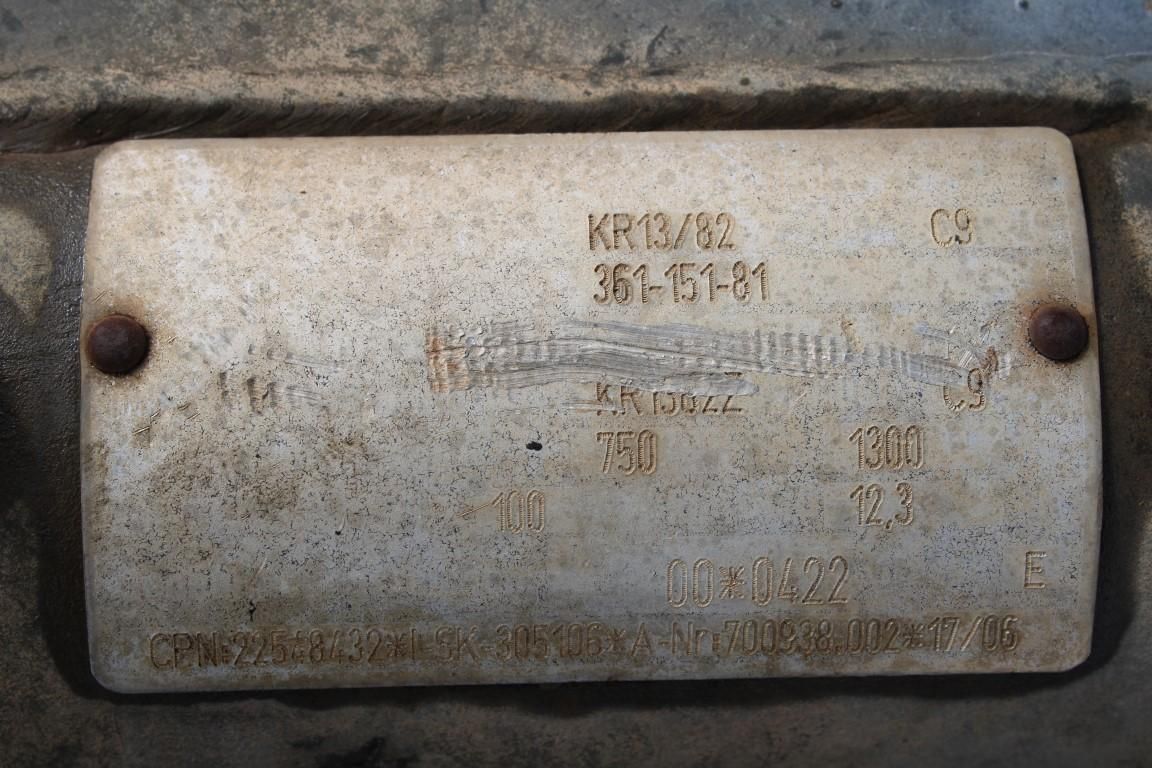 KR13/82 C9
361-151-81
C9
750 1300
100 12,3
00*0422
E
CPN:225-8432*LSK-305106*A-Nr:700938.002*17/06